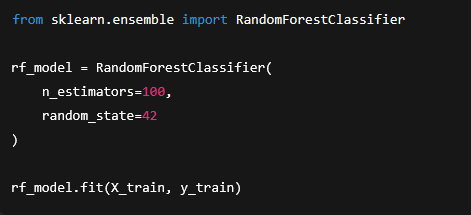 from sklearn.ensemble import RandomForestClassifier
rf_model = RandomForestClassifier(
    n_estimators=100,
    random_state=42
)
rf_model.fit(X_train, y_train)